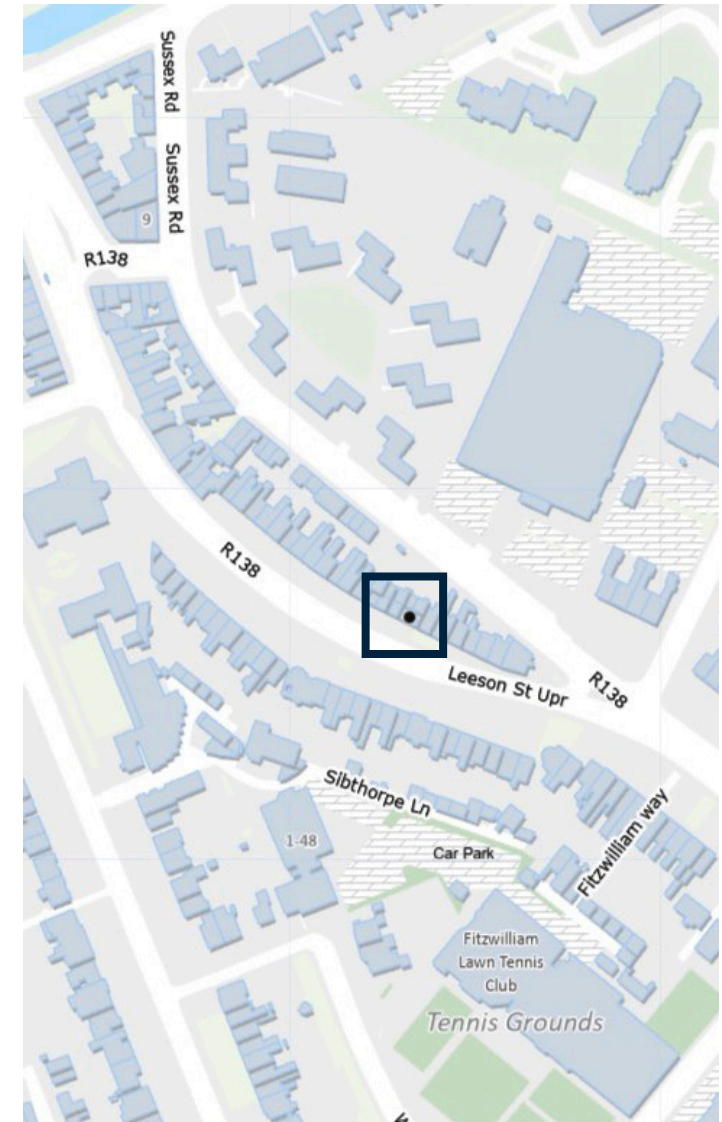 Sussex Rd
Sussex Rd
9
R138
R138
Leeson St Upr
R138
Sibthorpe Ln
Fitzwilliam way
1-48
Car Park
Fitzwilliam
Lawn Tennis
Club
Tennis Grounds